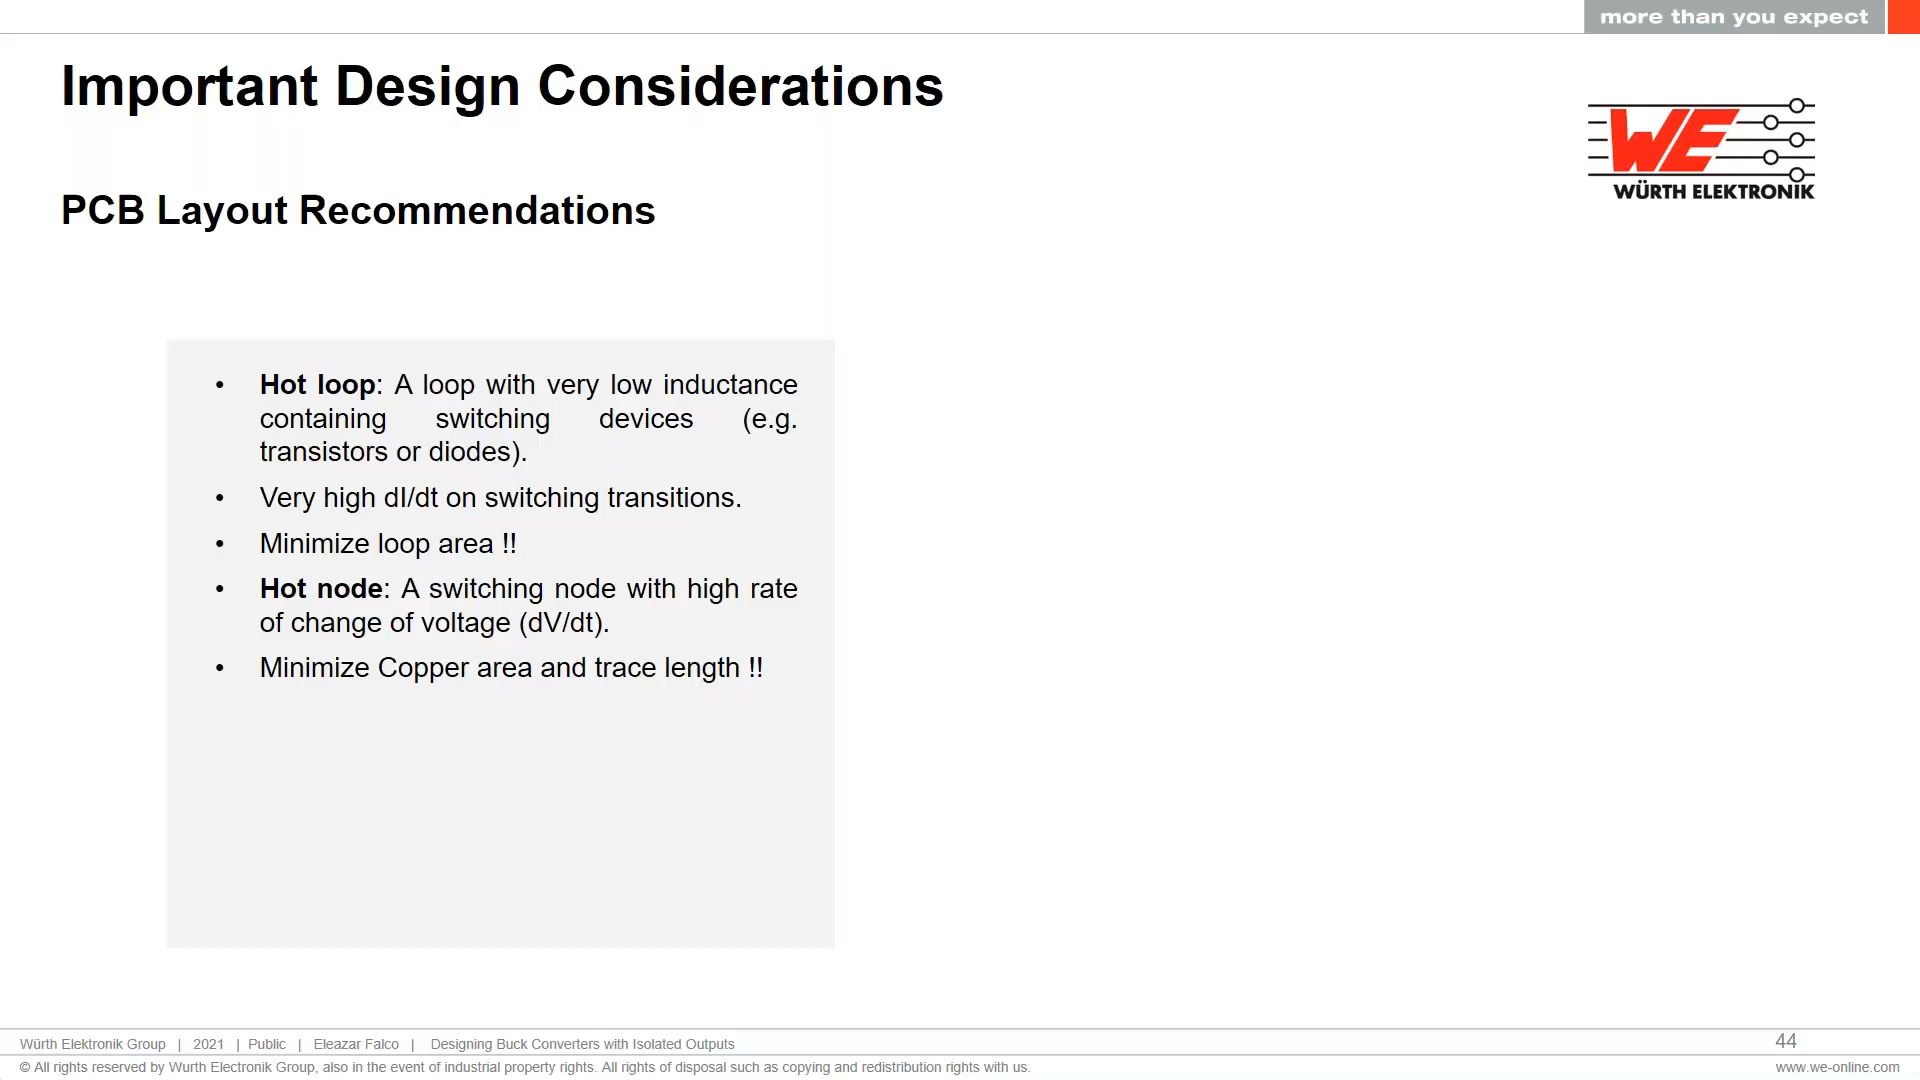 more than you expect
Important Design Considerations
WE
WÜRTH ELEKTRONIK
PCB Layout Recommendations
• Hot loop: A loop with very low inductance
containing switching devices (e.g.
transistors or diodes).
• Very high dI/dt on switching transitions.
• Minimize loop area !!
• Hot node: A switching node with high rate
of change of voltage (dV/dt).
• Minimize Copper area and trace length !!
Würth Elektronik Group | 2021 | Public | Eleazar Falco | Designing Buck Converters with Isolated Outputs 44
© All rights reserved by Wurth Electronik Group, also in the event of industrial property rights. All rights of disposal such as copying and redistribution rights with us. www.we-online.com